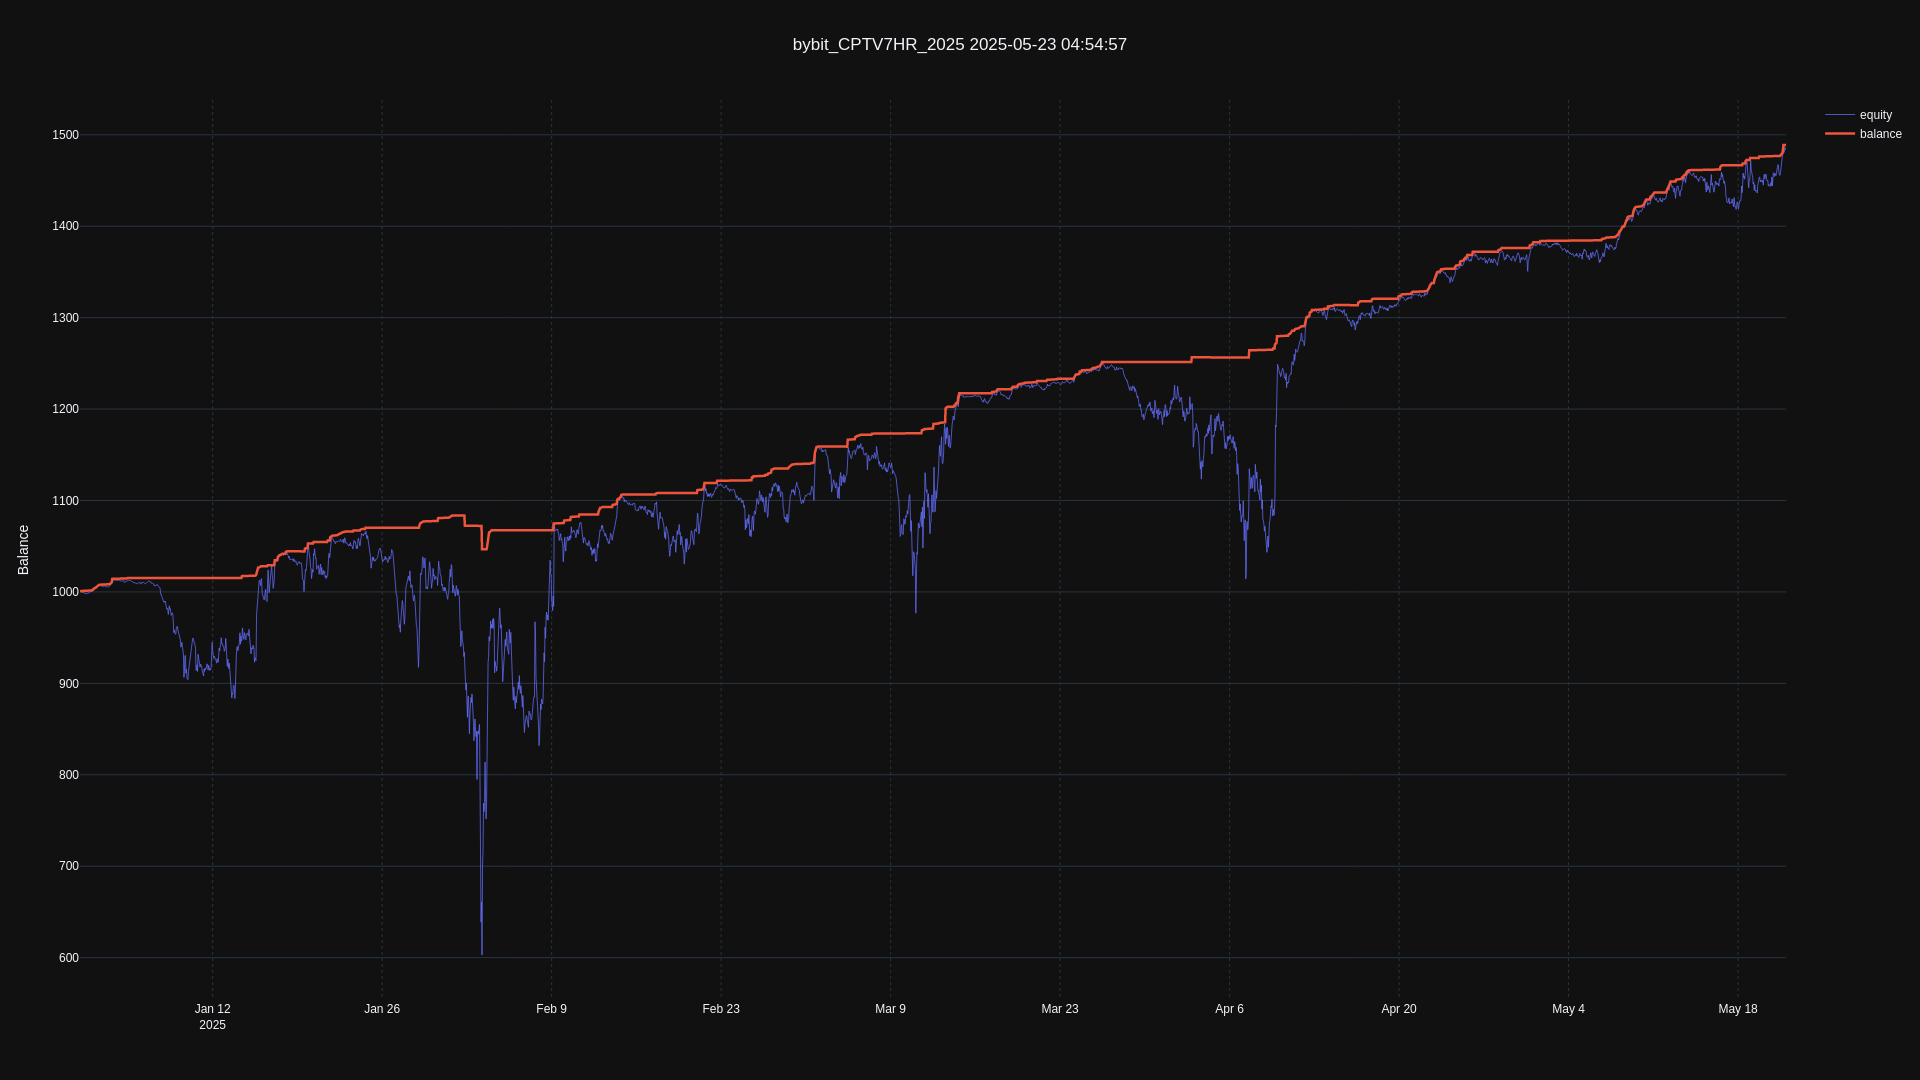 bybit_CPTV7HR_2025 2025-05-23 04:54:57
equity
balance
1500
1400
1300
1200
1100
1000
900
800
700
600
Balance
Jan 12
2025
Jan 26
Feb 9
Feb 23
Mar 9
Mar 23
Apr 6
Apr 20
May 4
May 18